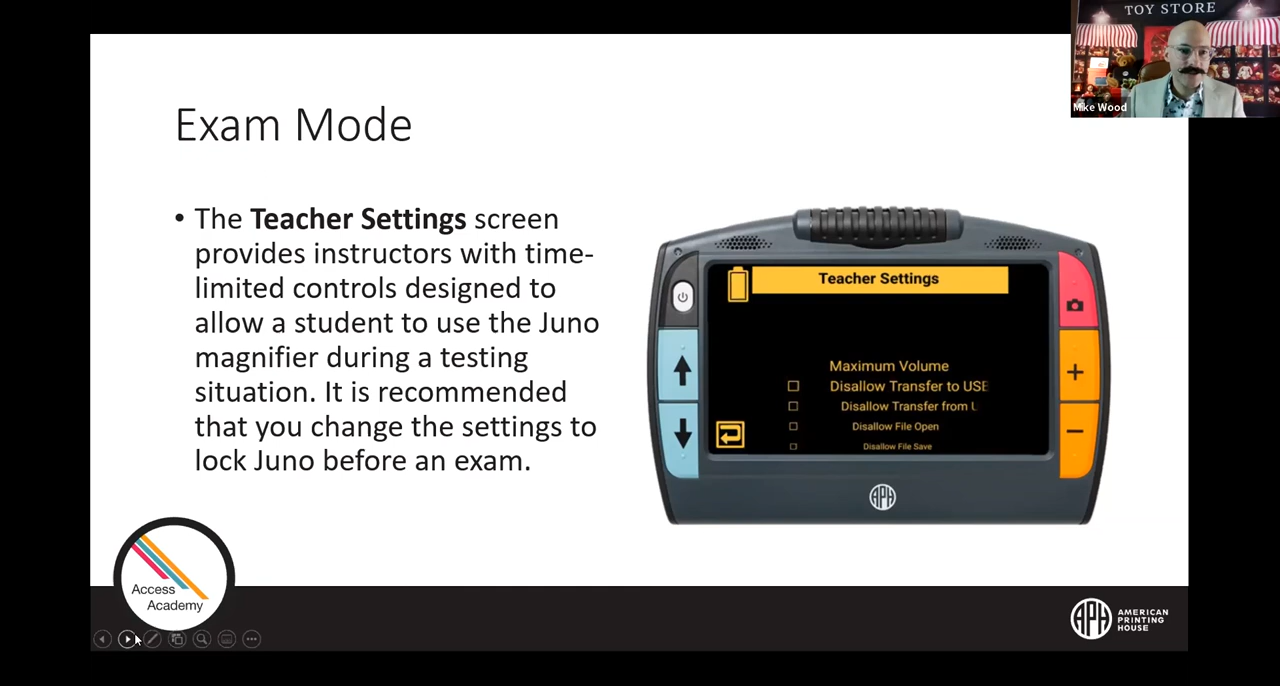 TOY STORE
Mike Wood
Exam Mode
• The Teacher Settings screen
provides instructors with time-
limited controls designed to
allow a student to use the Juno
magnifier during a testing
situation. It is recommended
that you change the settings to
lock Juno before an exam.
Teacher Settings
Maximum Volume
Disallow Transfer to USB
Disallow Transfer from U
Disallow File Open
Disallow File Save
APH
Access
Academy
APH
AMERICAN
PRINTING
HOUSE